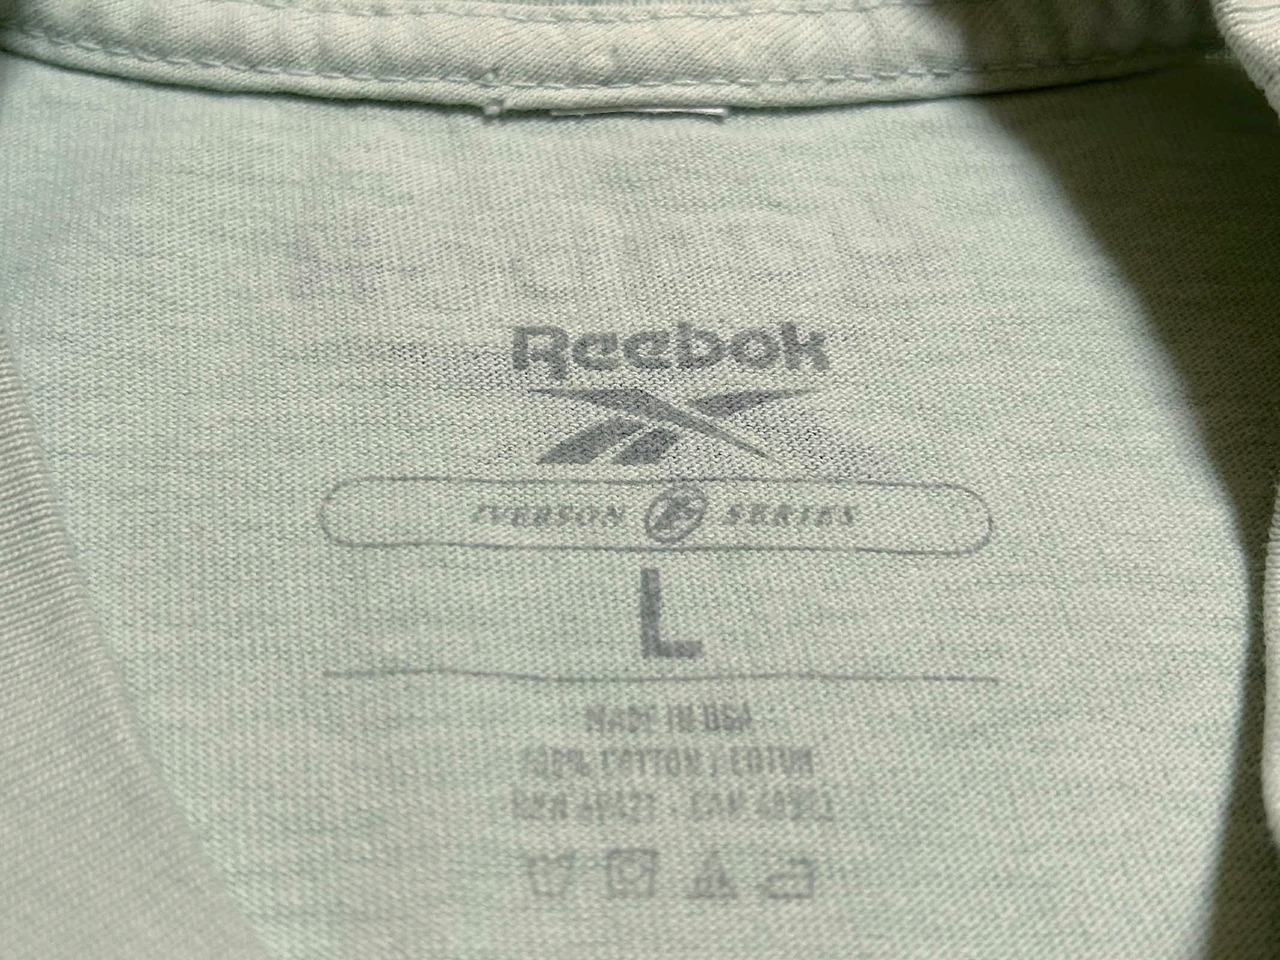 Reebok
IVERSON SERIES
L
MADE IN USA
100% COTTON / COTON